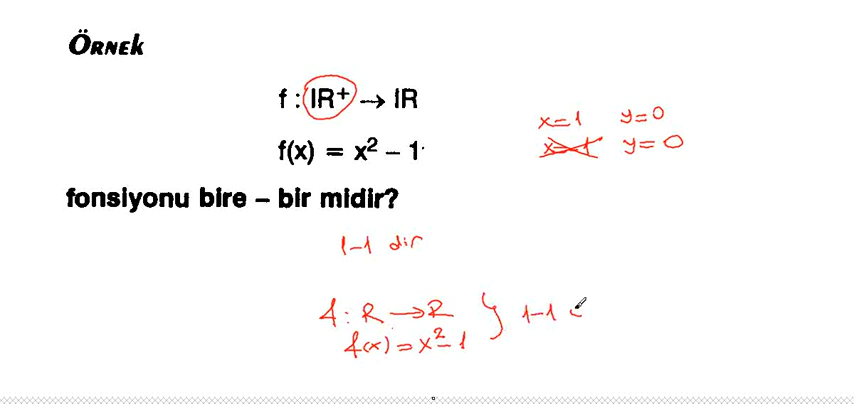 ÖRNEK
f : IR+ → IR
f(x) = x² – 1
fonsiyonu bire – bir midir?
x=1 y=0
x=-1 y=0
1-1 dir
f: R → R
f(x) = x²-1
1-1